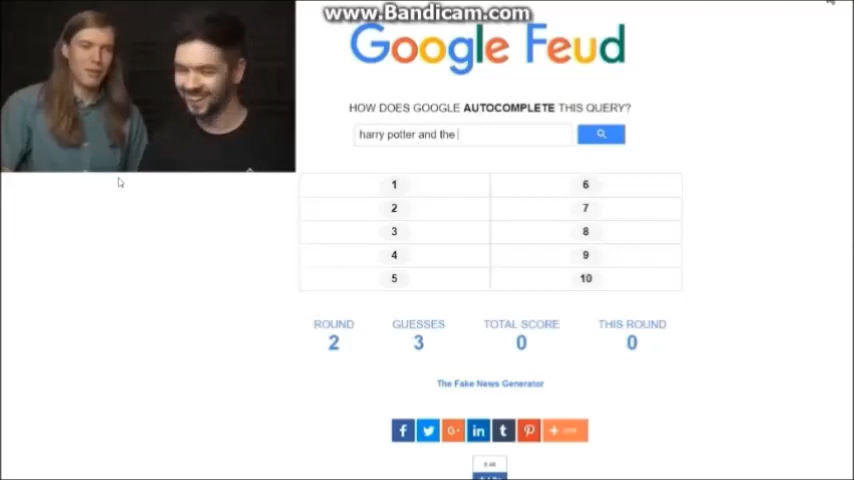 www.Bandicam.com
Google Feud
HOW DOES GOOGLE AUTOCOMPLETE THIS QUERY?
harry potter and the
1 6
2 7
3 8
4 9
5 10
ROUND GUESSES TOTAL SCORE THIS ROUND
2 3 0 0
The Fake News Generator
f G+ in t